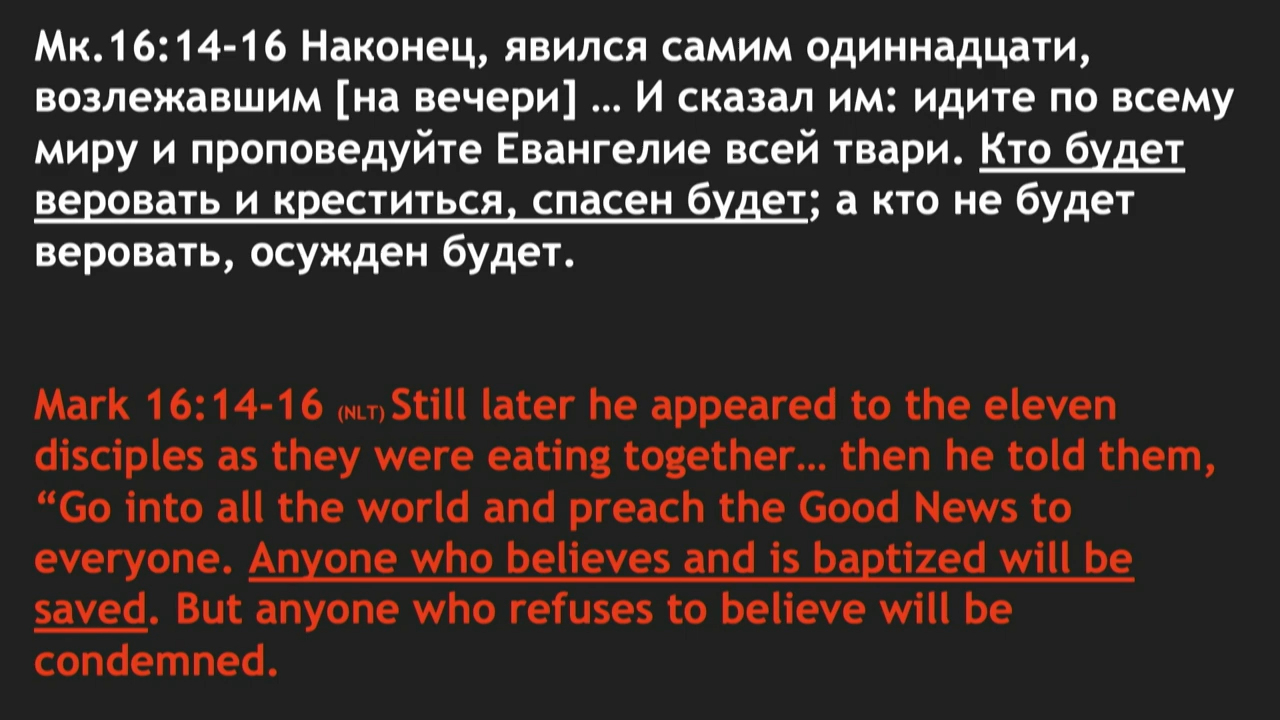 Мк.16:14-16 Наконец, явился самим одиннадцати,
возлежавшим [на вечери] … И сказал им: идите по всему
миру и проповедуйте Евангелие всей твари. Кто будет
веровать и креститься, спасен будет; а кто не будет
веровать, осужден будет.
Mark 16:14-16 (NLT) Still later he appeared to the eleven
disciples as they were eating together… then he told them,
“Go into all the world and preach the Good News to
everyone. Anyone who believes and is baptized will be
saved. But anyone who refuses to believe will be
condemned.